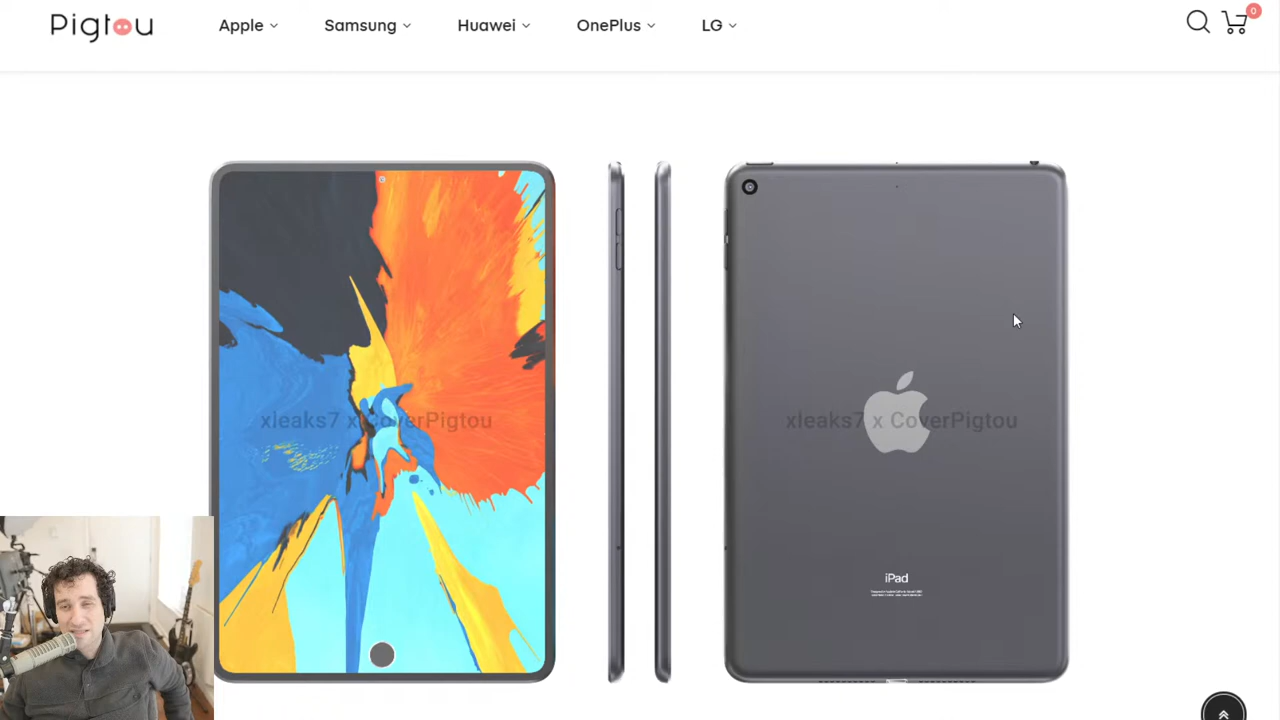 Pigtou
Apple
Samsung
Huawei
OnePlus
LG
0
xleaks7 x CoverPigtou
xleaks7 x CoverPigtou
iPad